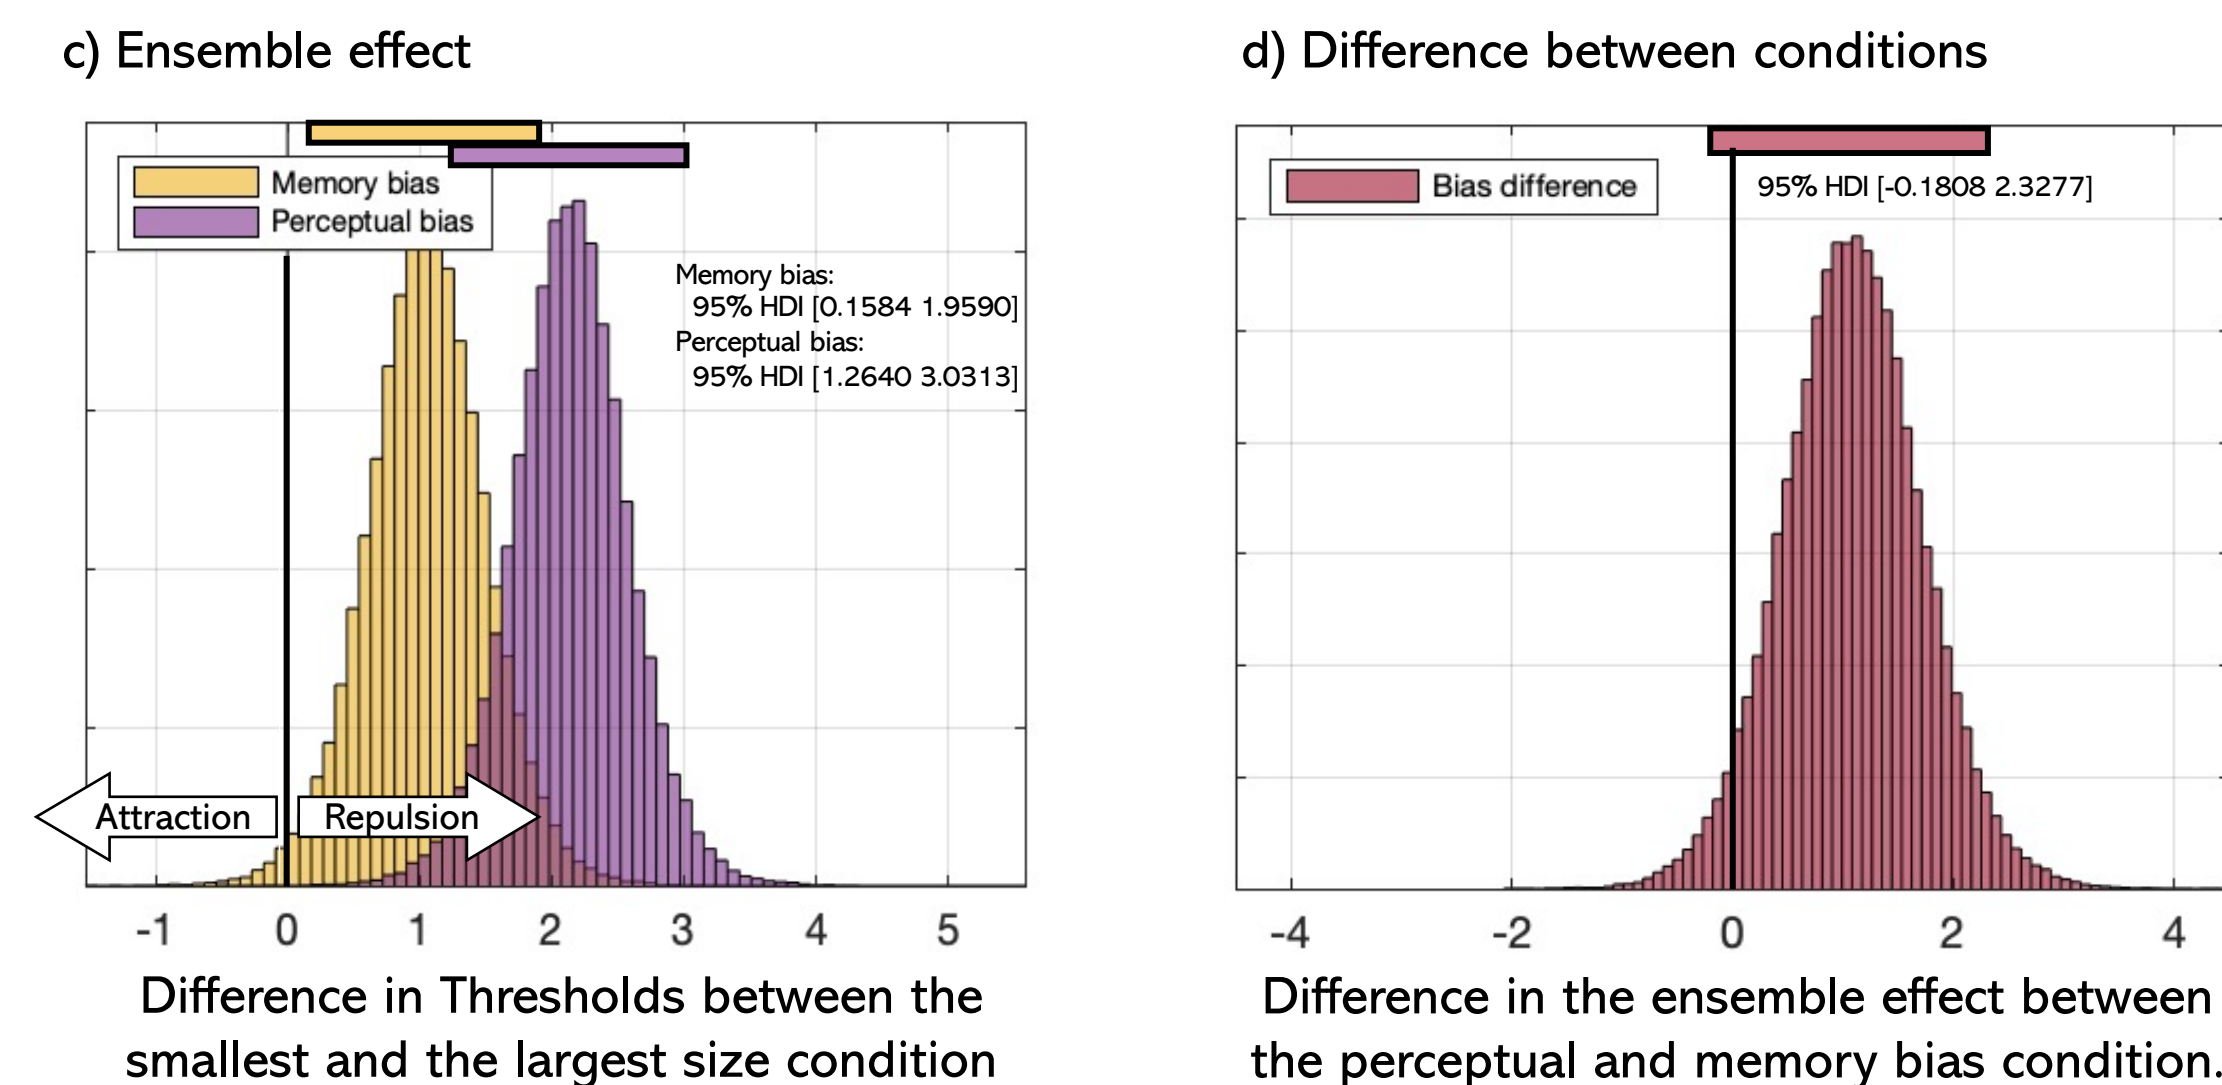 c) Ensemble effect
Memory bias
Perceptual bias
Memory bias:
95% HDI [0.1584 1.9590]
Perceptual bias:
95% HDI [1.2640 3.0313]
Attraction
Repulsion
-1 0 1 2 3 4 5
Difference in Thresholds between the
smallest and the largest size condition
d) Difference between conditions
Bias difference
95% HDI [-0.1808 2.3277]
-4 -2 0 2 4
Difference in the ensemble effect between
the perceptual and memory bias condition.